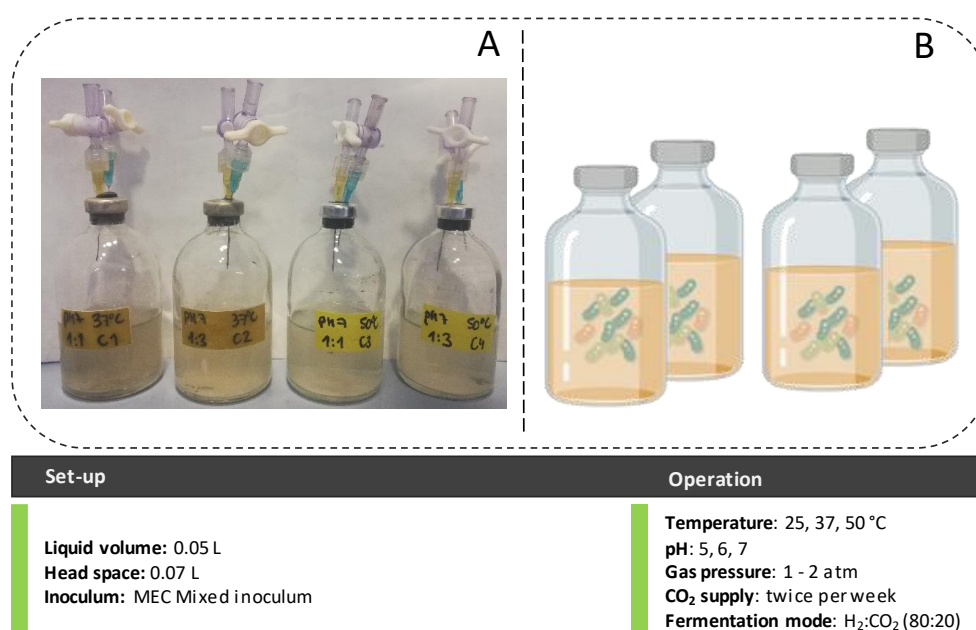 A
B
pH7 37°C
1:1 C1
pH7 37°C
1:3 C2
pH7 50°C
1:1 C3
pH7 50°C
1:3 C4
Set-up
Operation
Liquid volume: 0.05 L
Head space: 0.07 L
Inoculum: MEC Mixed inoculum
Temperature: 25, 37, 50 °C
pH: 5, 6, 7
Gas pressure: 1 - 2 atm
CO₂ supply: twice per week
Fermentation mode: H₂:CO₂ (80:20)